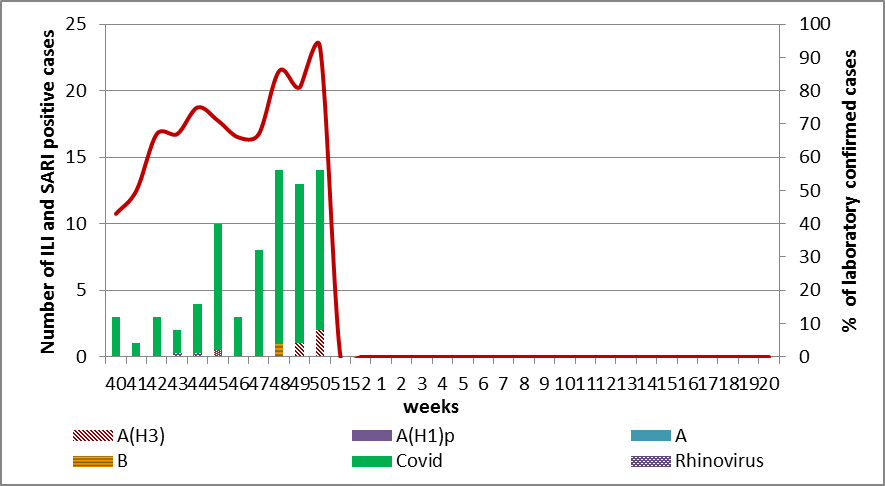 Number of ILI and SARI positive cases
25
20
15
10
5
0
100
90
80
70
60
50
40
30
20
10
0
% of laboratory confirmed cases
40 41 42 43 44 45 46 47 48 49 50 51 52 1 2 3 4 5 6 7 8 9 10 11 12 13 14 15 16 17 18 19 20
weeks
A(H3) A(H1)p A
B Covid Rhinovirus